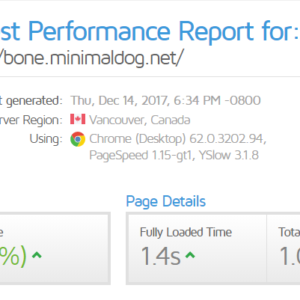 st Performance Report for:
/bone.minimaldog.net/
t generated: Thu, Dec 14, 2017, 6:34 PM -0800
rver Region: Vancouver, Canada
Using: Chrome (Desktop) 62.0.3202.94,
PageSpeed 1.15-gt1, YSlow 3.1.8
Page Details
e
Fully Loaded Time
Tota
%)
1.4s
1.0